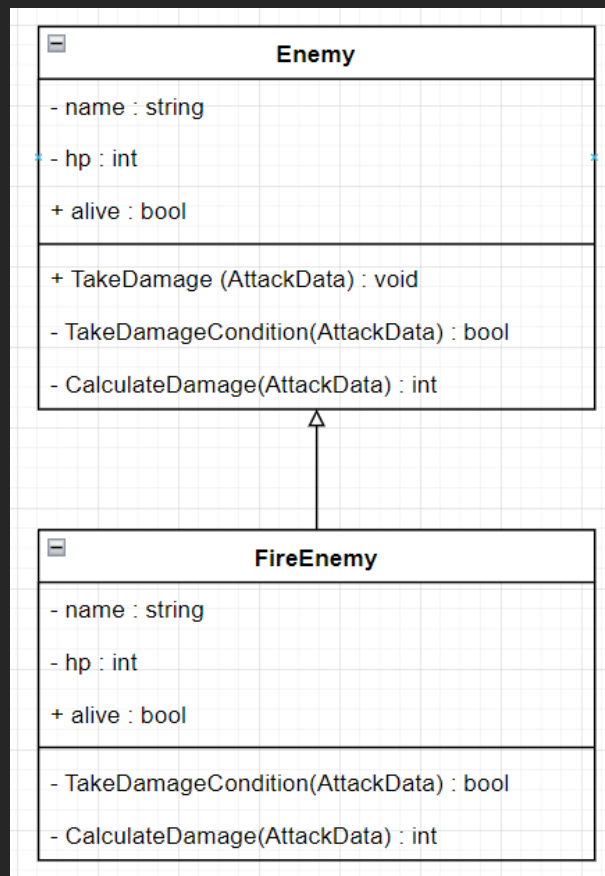 Enemy
- name : string
- hp : int
+ alive : bool
+ TakeDamage (AttackData) : void
- TakeDamageCondition(AttackData) : bool
- CalculateDamage(AttackData) : int
FireEnemy
- name : string
- hp : int
+ alive : bool
- TakeDamageCondition(AttackData) : bool
- CalculateDamage(AttackData) : int